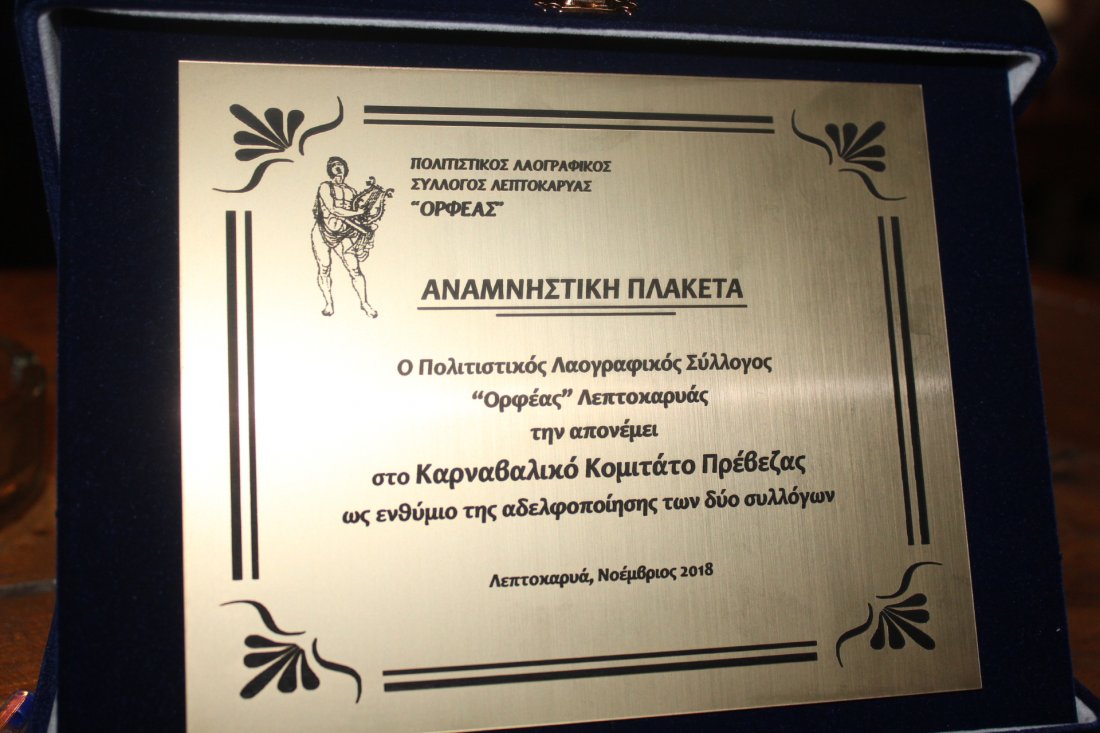 ΠΟΛΙΤΙΣΤΙΚΟΣ ΛΑΟΓΡΑΦΙΚΟΣ
ΣΥΛΛΟΓΟΣ ΛΕΠΤΟΚΑΡΥΑΣ
“ΟΡΦΕΑΣ”
ΑΝΑΜΝΗΣΤΙΚΗ ΠΛΑΚΕΤΑ
Ο Πολιτιστικός Λαογραφικός Σύλλογος
“Ορφέας” Λεπτοκαρυάς
την απονέμει
στο Καρναβαλικό Κομιτάτο Πρέβεζας
ως ενθύμιο της αδελφοποίησης των δύο συλλόγων
Λεπτοκαρυά, Νοέμβριος 2018